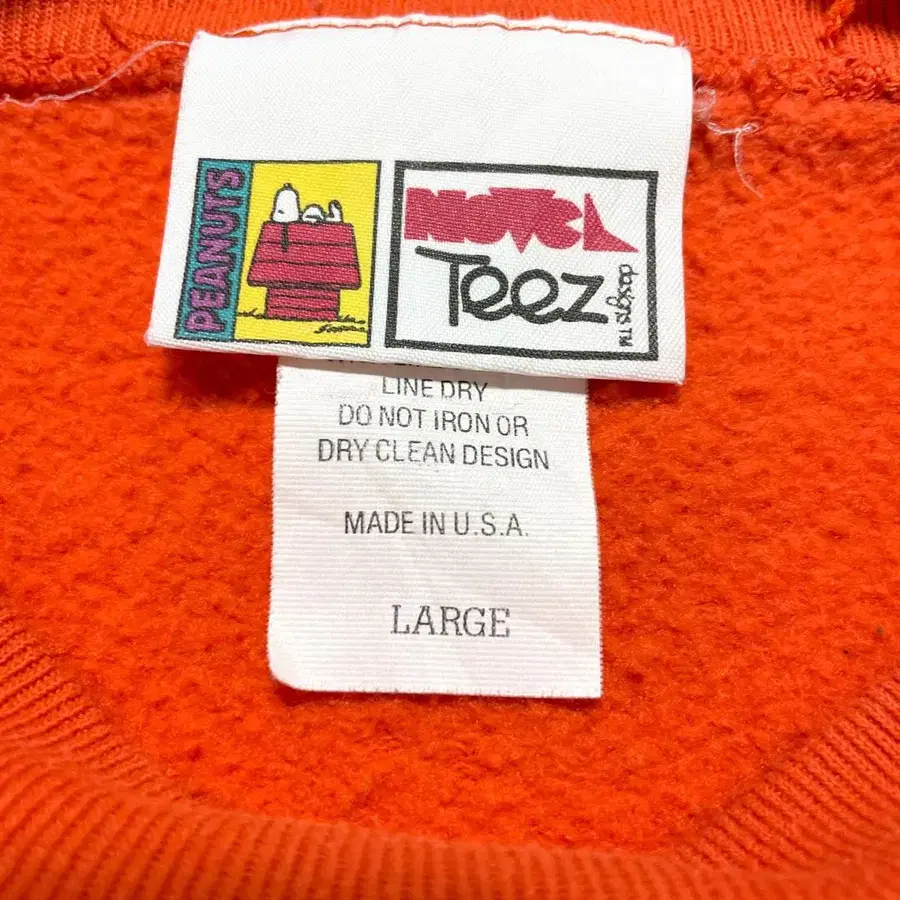 PEANUTS
NOVEL
Teez
designs TM
LINE DRY
DO NOT IRON OR
DRY CLEAN DESIGN
MADE IN U.S.A.
LARGE